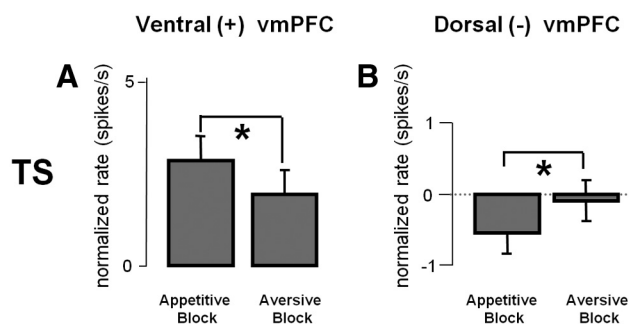 Ventral (+) vmPFC
Dorsal (-) vmPFC
A
B
TS
normalized rate (spikes/s)
5
0
*
Appetitive
Block
Aversive
Block
normalized rate (spikes/s)
1
0
-1
*
Appetitive
Block
Aversive
Block